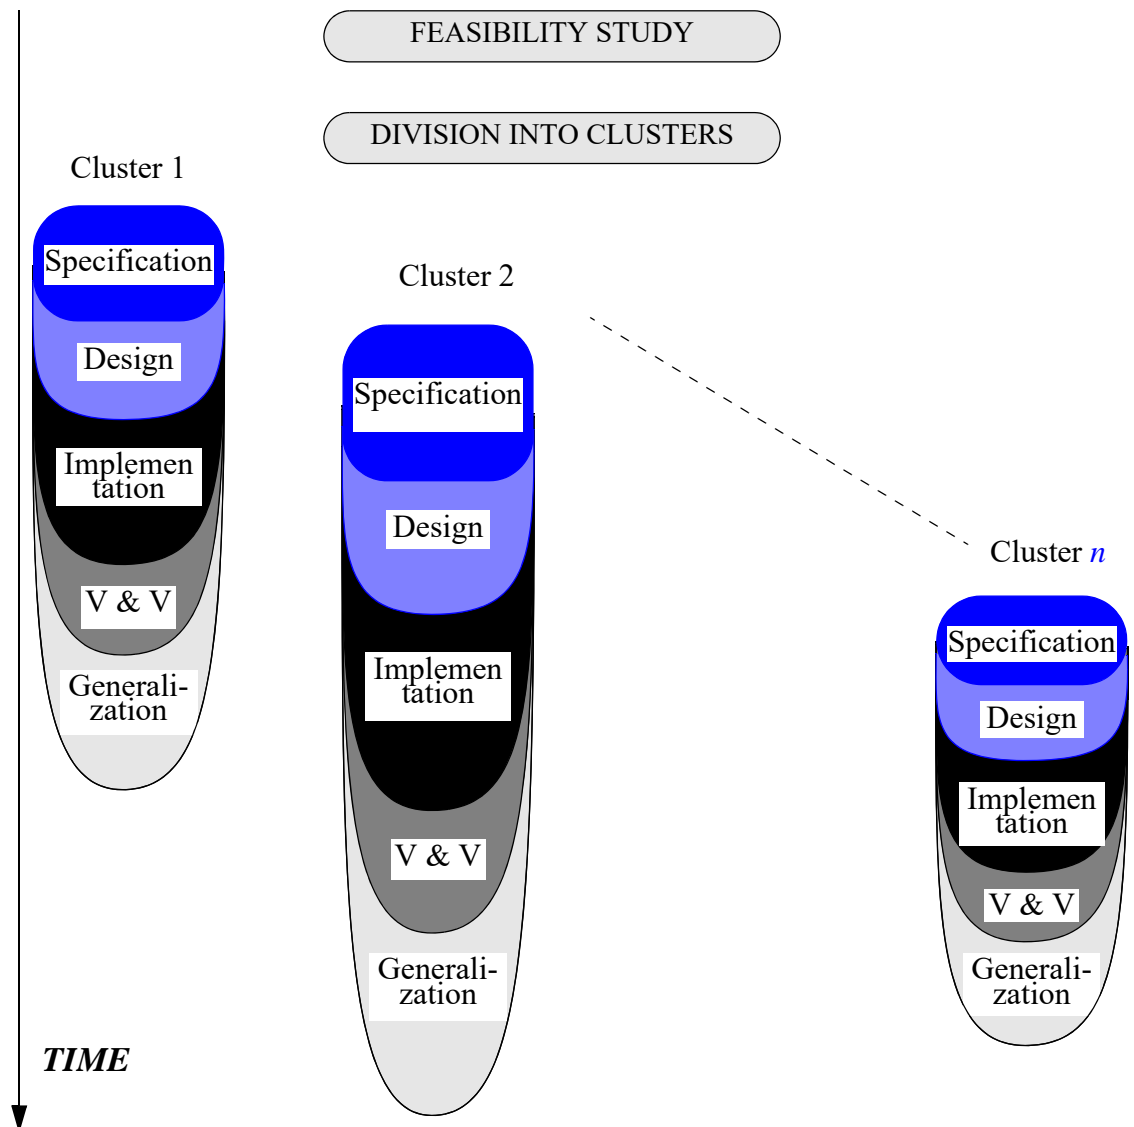 FEASIBILITY STUDY
DIVISION INTO CLUSTERS
Cluster 1
Specification
Design
Implemen
tation
V & V
Generali-
zation
Cluster 2
Specification
Design
Implemen
tation
V & V
Generali-
zation
Cluster n
Specification
Design
Implemen
tation
V & V
Generali-
zation
TIME